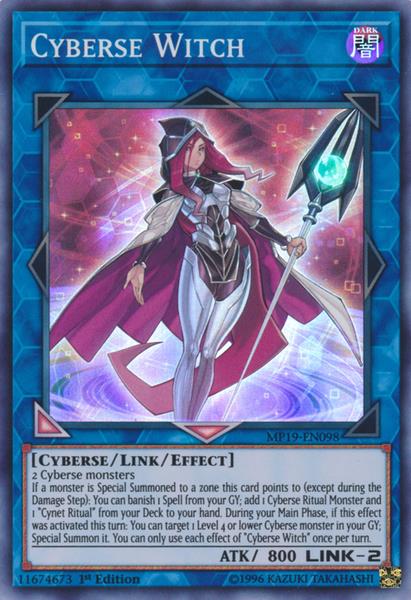 CYBERSE WITCH
DARK
闇
MP19-EN098
[CYBERSE/LINK/EFFECT]
2 Cyberse monsters
If a monster is Special Summoned to a zone this card points to (except during the
Damage Step): You can banish 1 Spell from your GY; add 1 Cyberse Ritual Monster and
1 "Cynet Ritual" from your Deck to your hand. During your Main Phase, if this effect
was activated this turn: You can target 1 Level 4 or lower Cyberse monster in your GY;
Special Summon it. You can only use each effect of "Cyberse Witch" once per turn.
ATK/ 800 LINK-2
11674673 1st Edition ©1996 KAZUKI TAKAHASHI